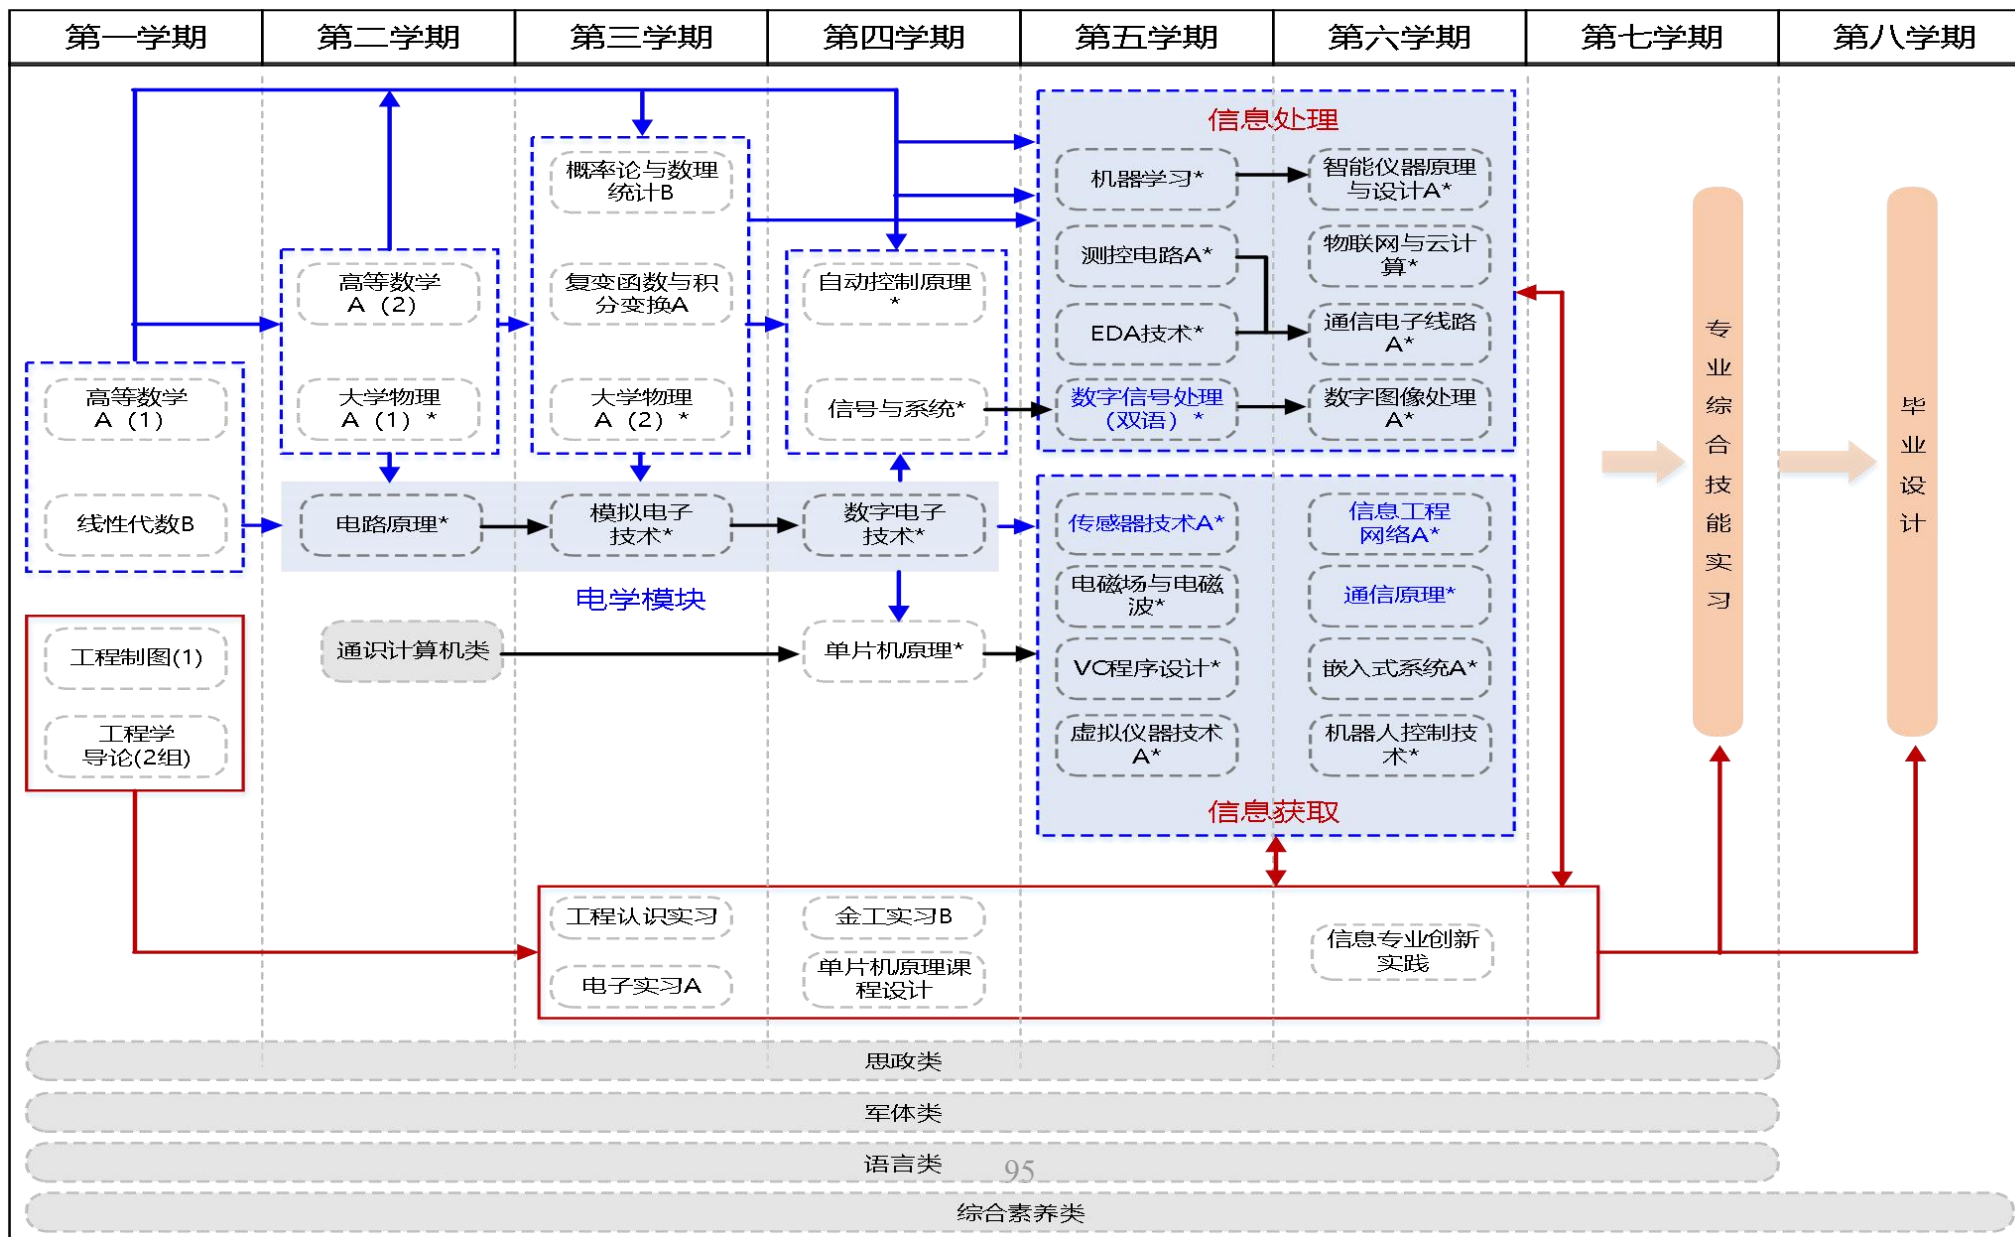 第一学期
第二学期
第三学期
第四学期
第五学期
第六学期
第七学期
第八学期
高等数学
A（1）
线性代数B
工程制图(1)
工程学
导论(2组)
高等数学
A（2）
大学物理
A（1）*
电路原理*
通识计算机类
概率论与数理
统计B
复变函数与积
分变换A
大学物理
A（2）*
模拟电子
技术*
电学模块
自动控制原理
*
信号与系统*
数字电子
技术*
单片机原理*
信息处理
机器学习*
智能仪器原理
与设计A*
测控电路A*
物联网与云计
算*
EDA技术*
通信电子线路
A*
数字信号处理
（双语）*
数字图像处理
A*
传感器技术A*
信息工程
网络A*
电磁场与电磁
波*
通信原理*
VC程序设计*
嵌入式系统A*
虚拟仪器技术
A*
机器人控制技
术*
信息获取
工程认识实习
电子实习A
金工实习B
单片机原理课
程设计
信息专业创新
实践
专业综合技能实习
毕业设计
思政类
军体类
语言类
95
综合素养类